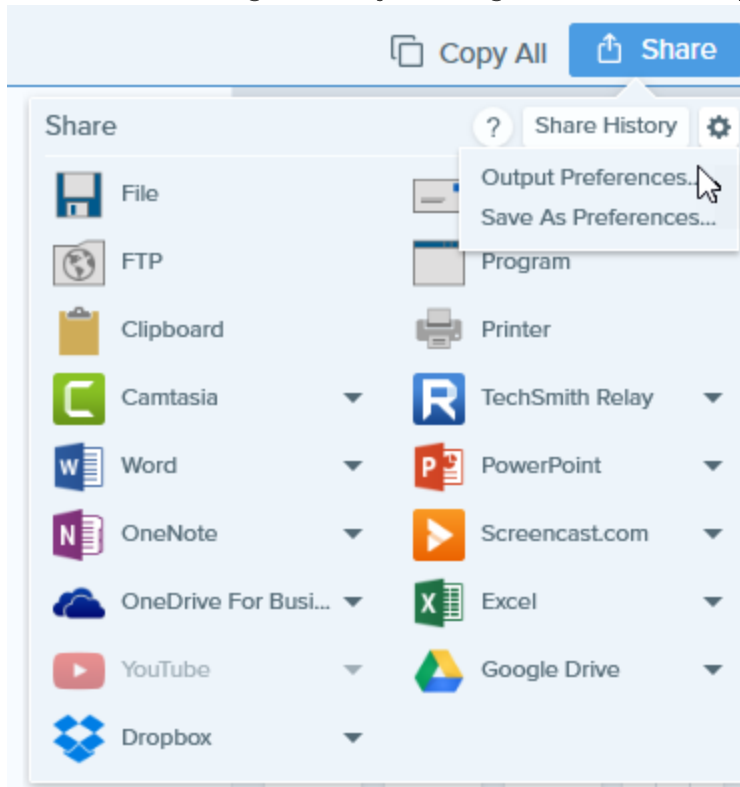 Copy All
Share
Share
?
Share History
Output Preferences...
Save As Preferences...
File
FTP
Program
Clipboard
Printer
Camtasia
TechSmith Relay
Word
PowerPoint
OneNote
Screencast.com
OneDrive For Busi...
Excel
YouTube
Google Drive
Dropbox